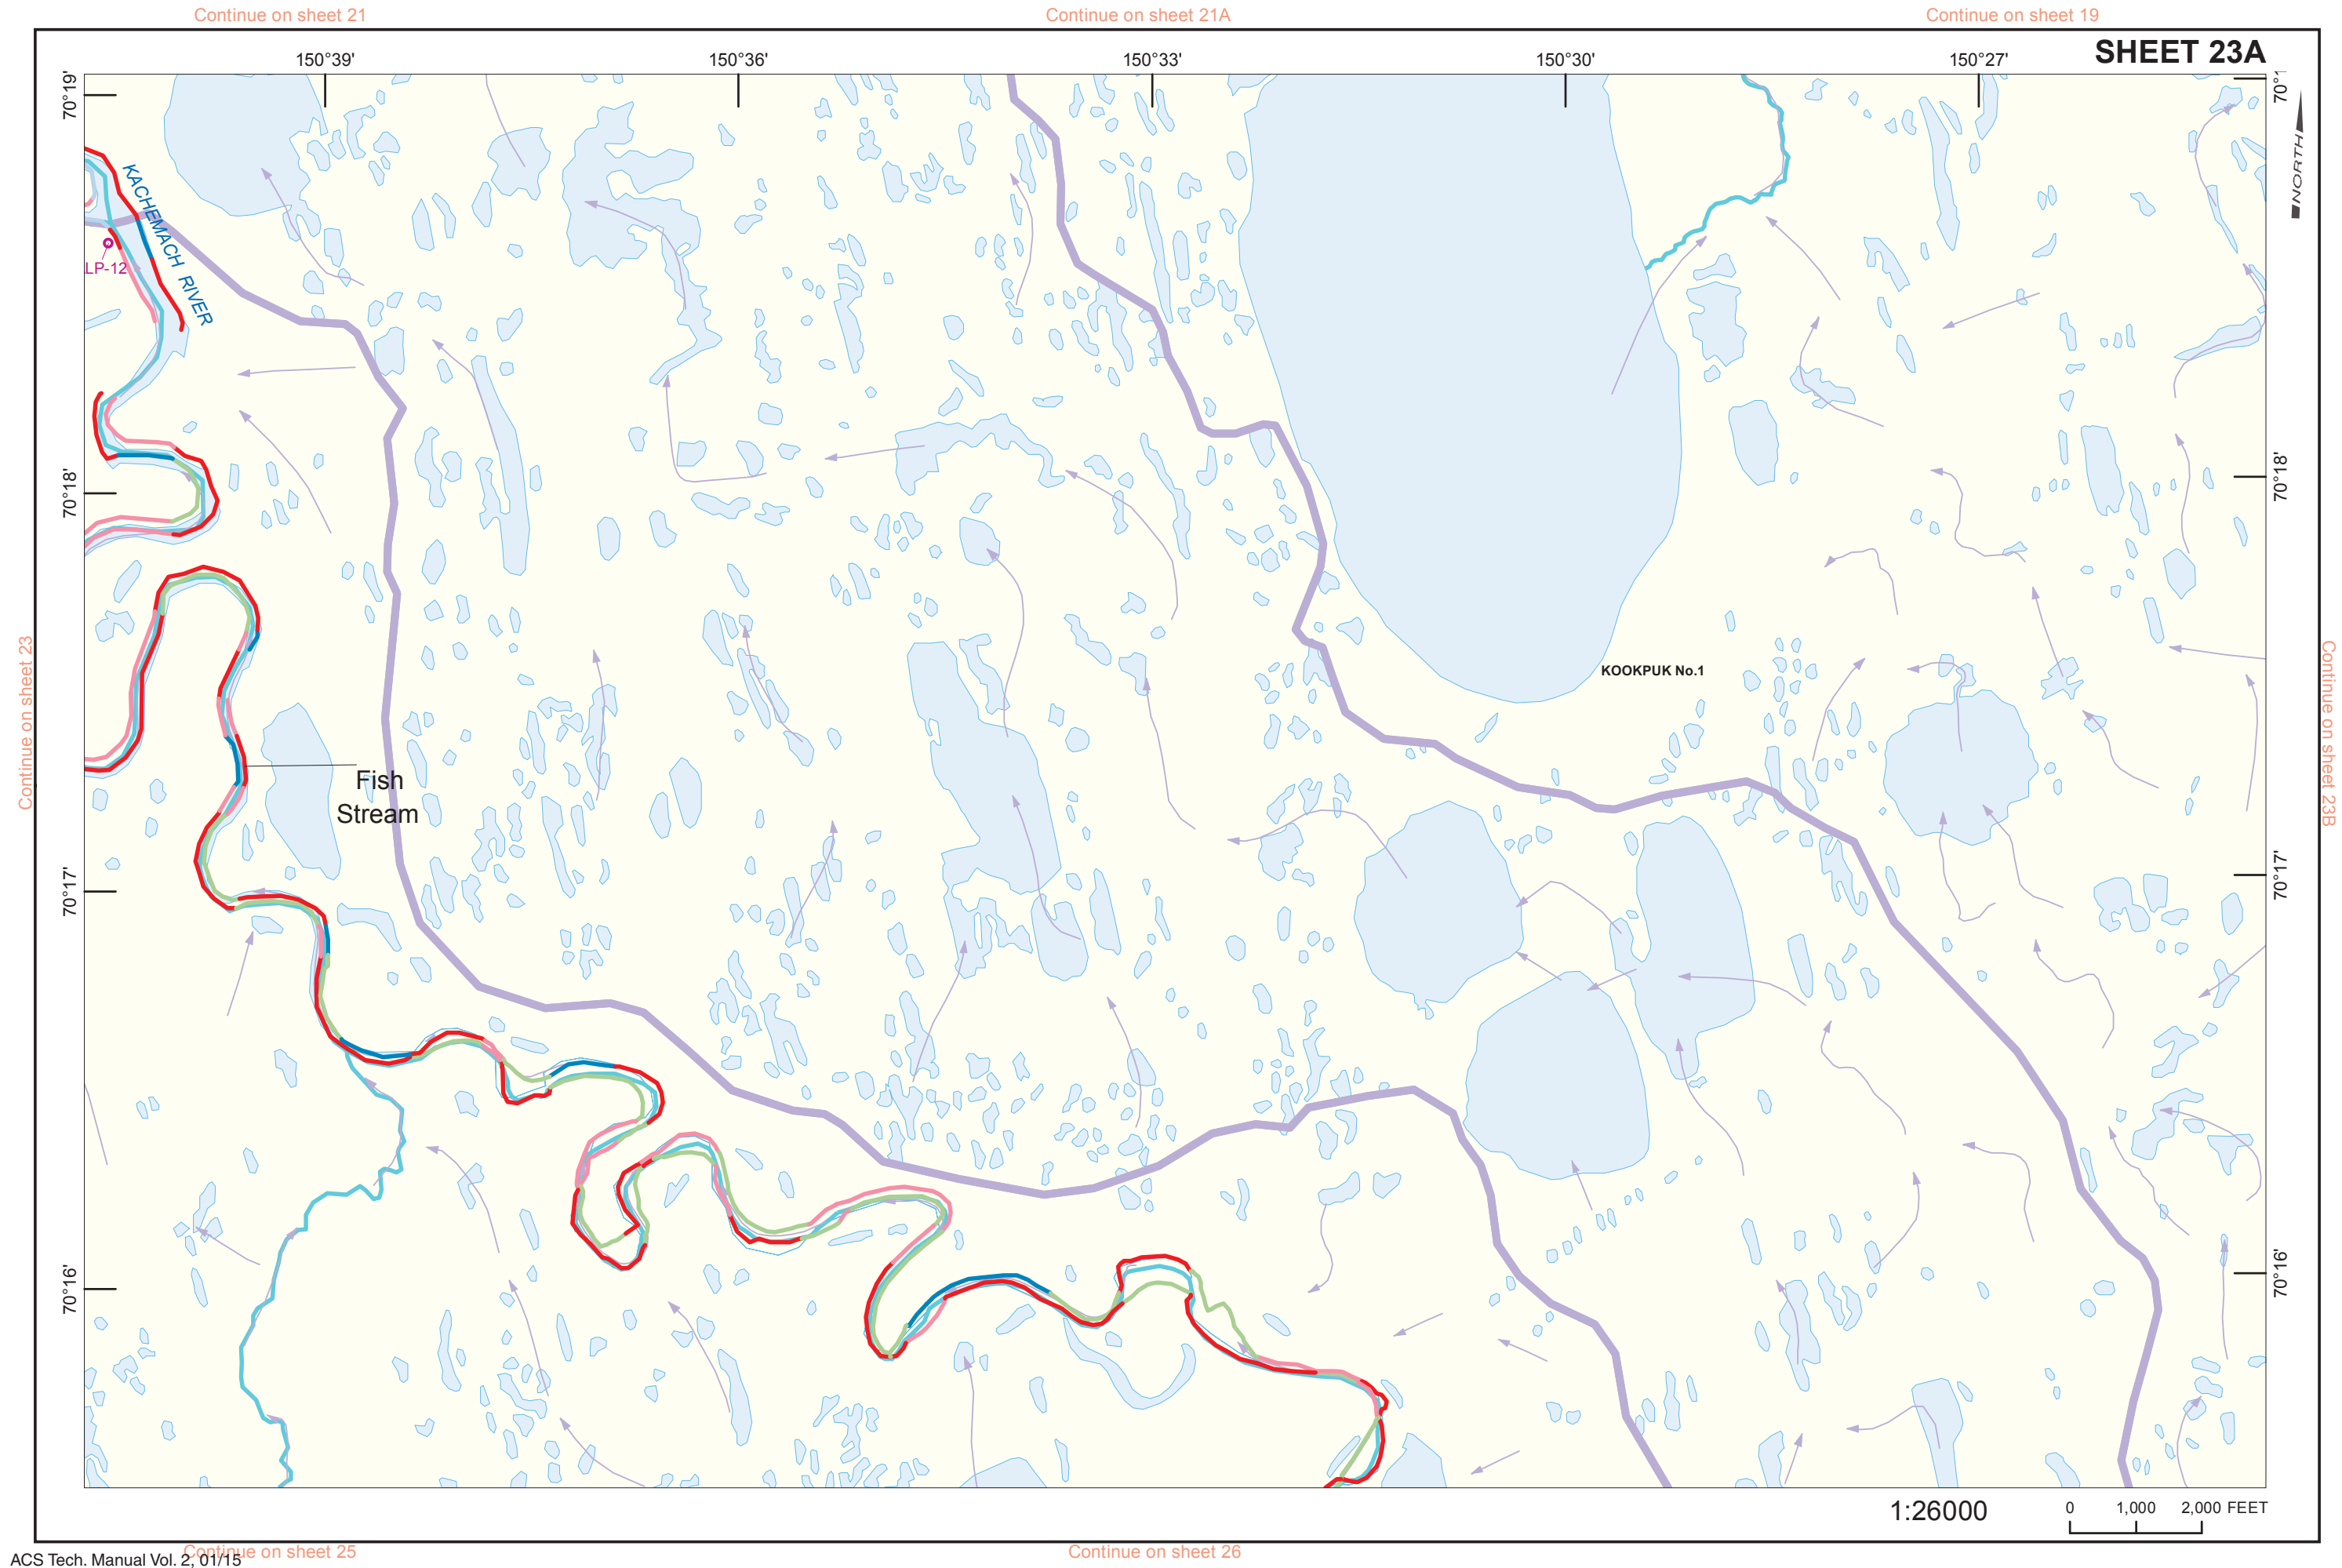 Continue on sheet 21
Continue on sheet 21A
Continue on sheet 19
SHEET 23A
150°39'
150°36'
150°33'
150°30'
150°27'
70°19'
70°1
NORTH
KACHEMACH RIVER
LP-12
70°18'
70°18'
Continue on sheet 23
Continue on sheet 23B
KOOKPUK No.1
Fish
Stream
70°17'
70°17'
70°16'
70°16'
1:26000
0 1,000 2,000 FEET
Continue on sheet 25
Continue on sheet 26
ACS Tech. Manual Vol. 2, 01/15